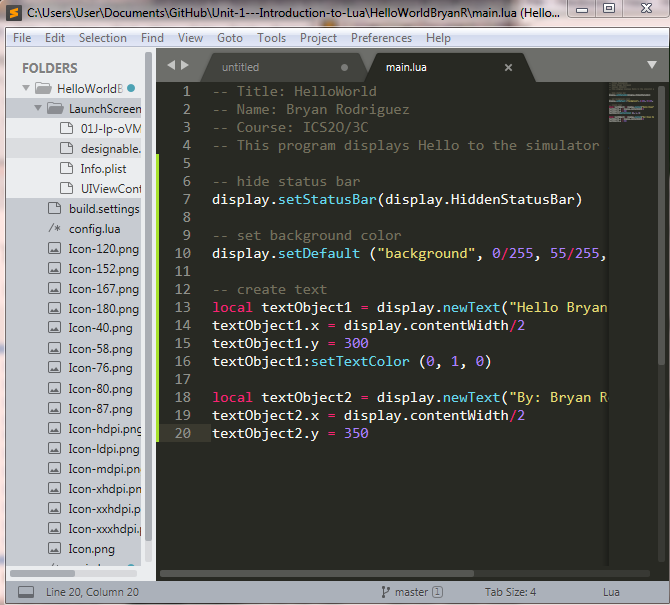 C:\Users\User\Documents\GitHub\Unit-1---Introduction-to-Lua\HelloWorldBryanR\main.lua (Hello...
File Edit Selection Find View Goto Tools Project Preferences Help
FOLDERS
HelloWorldB
LaunchScreen
01J-lp-oVM
designable.
Info.plist
UIViewCont
build.settings
/* config.lua
Icon-120.png
Icon-152.png
Icon-167.png
Icon-180.png
Icon-40.png
Icon-58.png
Icon-76.png
Icon-80.png
Icon-87.png
Icon-hdpi.png
Icon-ldpi.png
Icon-mdpi.pn
Icon-xhdpi.pn
Icon-xxhdpi.p
Icon-xxxhdpi.
Icon.png
untitled
main.lua
1 -- Title: HelloWorld
2 -- Name: Bryan Rodriguez
3 -- Course: ICS2O/3C
4 -- This program displays Hello to the simulator
5
6 -- hide status bar
7 display.setStatusBar(display.HiddenStatusBar)
8
9 -- set background color
10 display.setDefault ("background", 0/255, 55/255,
11
12 -- create text
13 local textObject1 = display.newText("Hello Bryan
14 textObject1.x = display.contentWidth/2
15 textObject1.y = 300
16 textObject1:setTextColor (0, 1, 0)
17
18 local textObject2 = display.newText("By: Bryan R
19 textObject2.x = display.contentWidth/2
20 textObject2.y = 350
Line 20, Column 20
master 1
Tab Size: 4
Lua